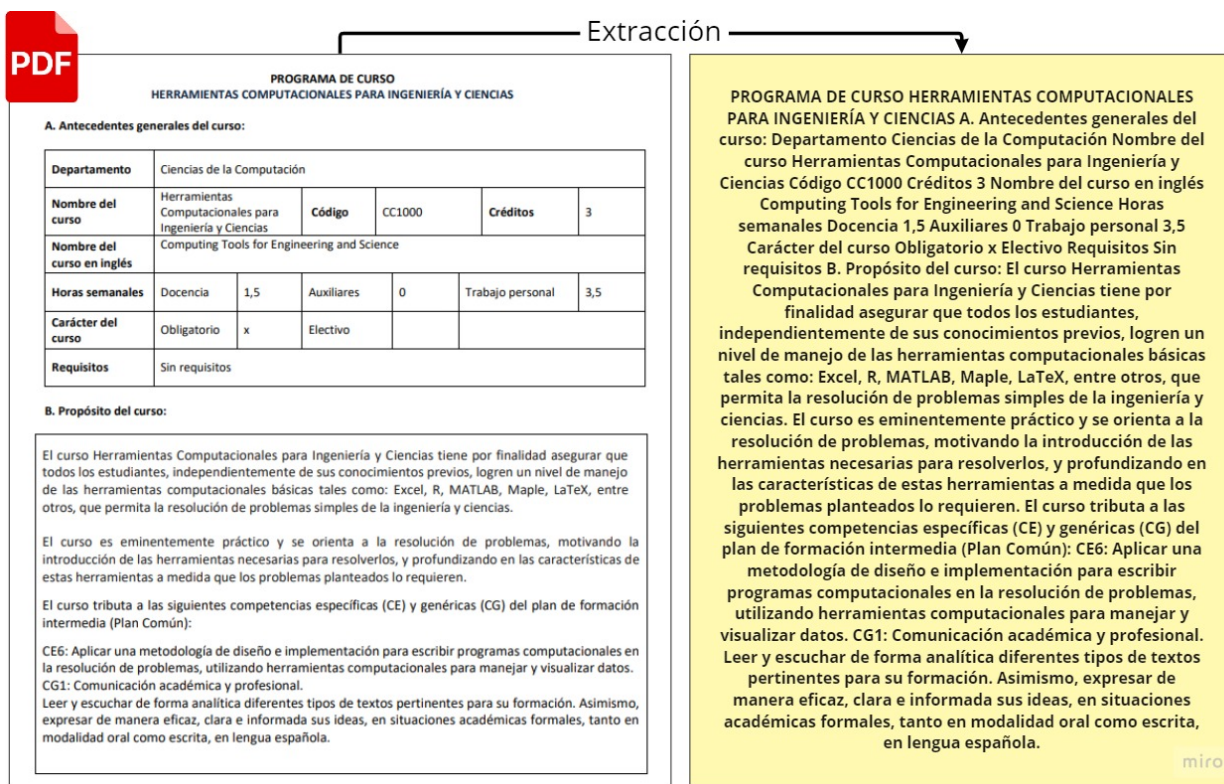 PDF
Extracción
PROGRAMA DE CURSO
HERRAMIENTAS COMPUTACIONALES PARA INGENIERÍA Y CIENCIAS
A. Antecedentes generales del curso:
Departamento Ciencias de la Computación
Nombre del curso Herramientas Computacionales para Ingeniería y Ciencias Código CC1000 Créditos 3
Nombre del curso en inglés Computing Tools for Engineering and Science
Horas semanales Docencia 1,5 Auxiliares 0 Trabajo personal 3,5
Carácter del curso Obligatorio x Electivo
Requisitos Sin requisitos
B. Propósito del curso:
El curso Herramientas Computacionales para Ingeniería y Ciencias tiene por finalidad asegurar que
todos los estudiantes, independientemente de sus conocimientos previos, logren un nivel de manejo
de las herramientas computacionales básicas tales como: Excel, R, MATLAB, Maple, LaTeX, entre
otros, que permita la resolución de problemas simples de la ingeniería y ciencias.
El curso es eminentemente práctico y se orienta a la resolución de problemas, motivando la
introducción de las herramientas necesarias para resolverlos, y profundizando en las características de
estas herramientas a medida que los problemas planteados lo requieren.
El curso tributa a las siguientes competencias específicas (CE) y genéricas (CG) del plan de formación
intermedia (Plan Común):
CE6: Aplicar una metodología de diseño e implementación para escribir programas computacionales en
la resolución de problemas, utilizando herramientas computacionales para manejar y visualizar datos.
CG1: Comunicación académica y profesional.
Leer y escuchar de forma analítica diferentes tipos de textos pertinentes para su formación. Asimismo,
expresar de manera eficaz, clara e informada sus ideas, en situaciones académicas formales, tanto en
modalidad oral como escrita, en lengua española.
PROGRAMA DE CURSO HERRAMIENTAS COMPUTACIONALES
PARA INGENIERÍA Y CIENCIAS A. Antecedentes generales del
curso: Departamento Ciencias de la Computación Nombre del
curso Herramientas Computacionales para Ingeniería y
Ciencias Código CC1000 Créditos 3 Nombre del curso en inglés
Computing Tools for Engineering and Science Horas
semanales Docencia 1,5 Auxiliares 0 Trabajo personal 3,5
Carácter del curso Obligatorio x Electivo Requisitos Sin
requisitos B. Propósito del curso: El curso Herramientas
Computacionales para Ingeniería y Ciencias tiene por
finalidad asegurar que todos los estudiantes,
independientemente de sus conocimientos previos, logren un
nivel de manejo de las herramientas computacionales básicas
tales como: Excel, R, MATLAB, Maple, LaTeX, entre otros, que
permita la resolución de problemas simples de la ingeniería y
ciencias. El curso es eminentemente práctico y se orienta a la
resolución de problemas, motivando la introducción de las
herramientas necesarias para resolverlos, y profundizando en
las características de estas herramientas a medida que los
problemas planteados lo requieren. El curso tributa a las
siguientes competencias específicas (CE) y genéricas (CG) del
plan de formación intermedia (Plan Común): CE6: Aplicar una
metodología de diseño e implementación para escribir
programas computacionales en la resolución de problemas,
utilizando herramientas computacionales para manejar y
visualizar datos. CG1: Comunicación académica y profesional.
Leer y escuchar de forma analítica diferentes tipos de textos
pertinentes para su formación. Asimismo, expresar de
manera eficaz, clara e informada sus ideas, en situaciones
académicas formales, tanto en modalidad oral como escrita,
en lengua española.
miro